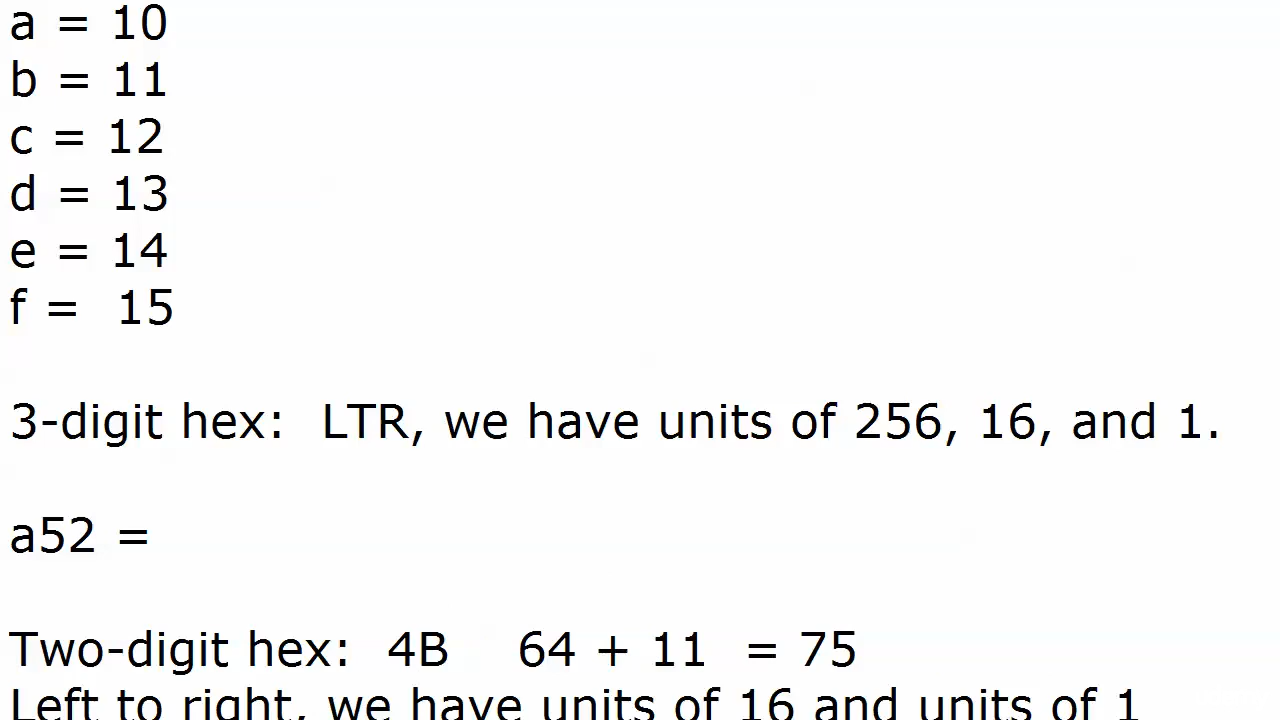 a = 10
b = 11
c = 12
d = 13
e = 14
f =  15
3-digit hex:  LTR, we have units of 256, 16, and 1.
a52 =
Two-digit hex:  4B    64 + 11  = 75
Left to right, we have units of 16 and units of 1